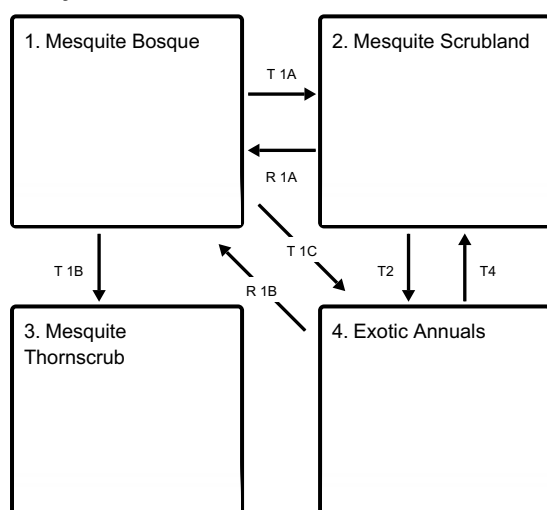 1. Mesquite Bosque
2. Mesquite Scrubland
T 1A
R 1A
T 1C
T 1B
R 1B
T2
T4
3. Mesquite
Thornscrub
4. Exotic Annuals